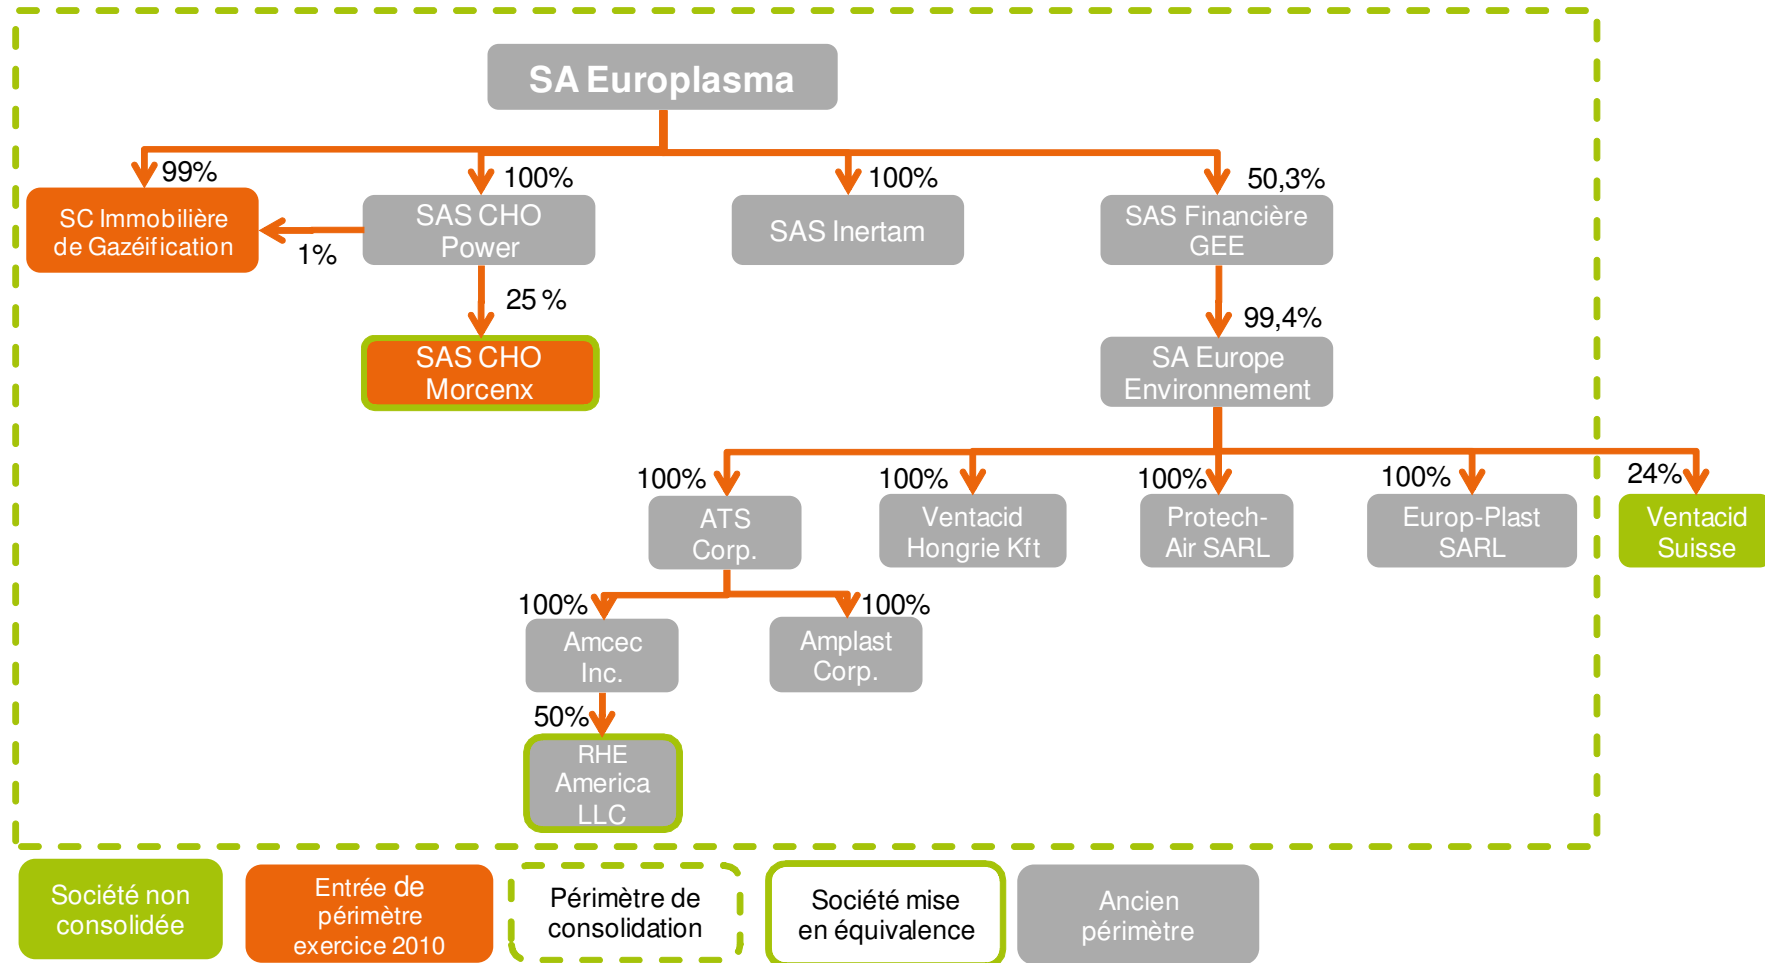 SA Europlasma
99%
100%
100%
50,3%
SC Immobilière
de Gazéification
1%
SAS CHO
Power
SAS Inertam
SAS Financière
GEE
25 %
99,4%
SAS CHO
Morcenx
SA Europe
Environnement
100%
100%
100%
100%
24%
ATS
Corp.
Ventacid
Hongrie Kft
Protech-
Air SARL
Europ-Plast
SARL
Ventacid
Suisse
100%
100%
Amcec
Inc.
Amplast
Corp.
50%
RHE
America
LLC
Société non
consolidée
Entrée de
périmètre
exercice 2010
Périmètre de
consolidation
Société mise
en équivalence
Ancien
périmètre